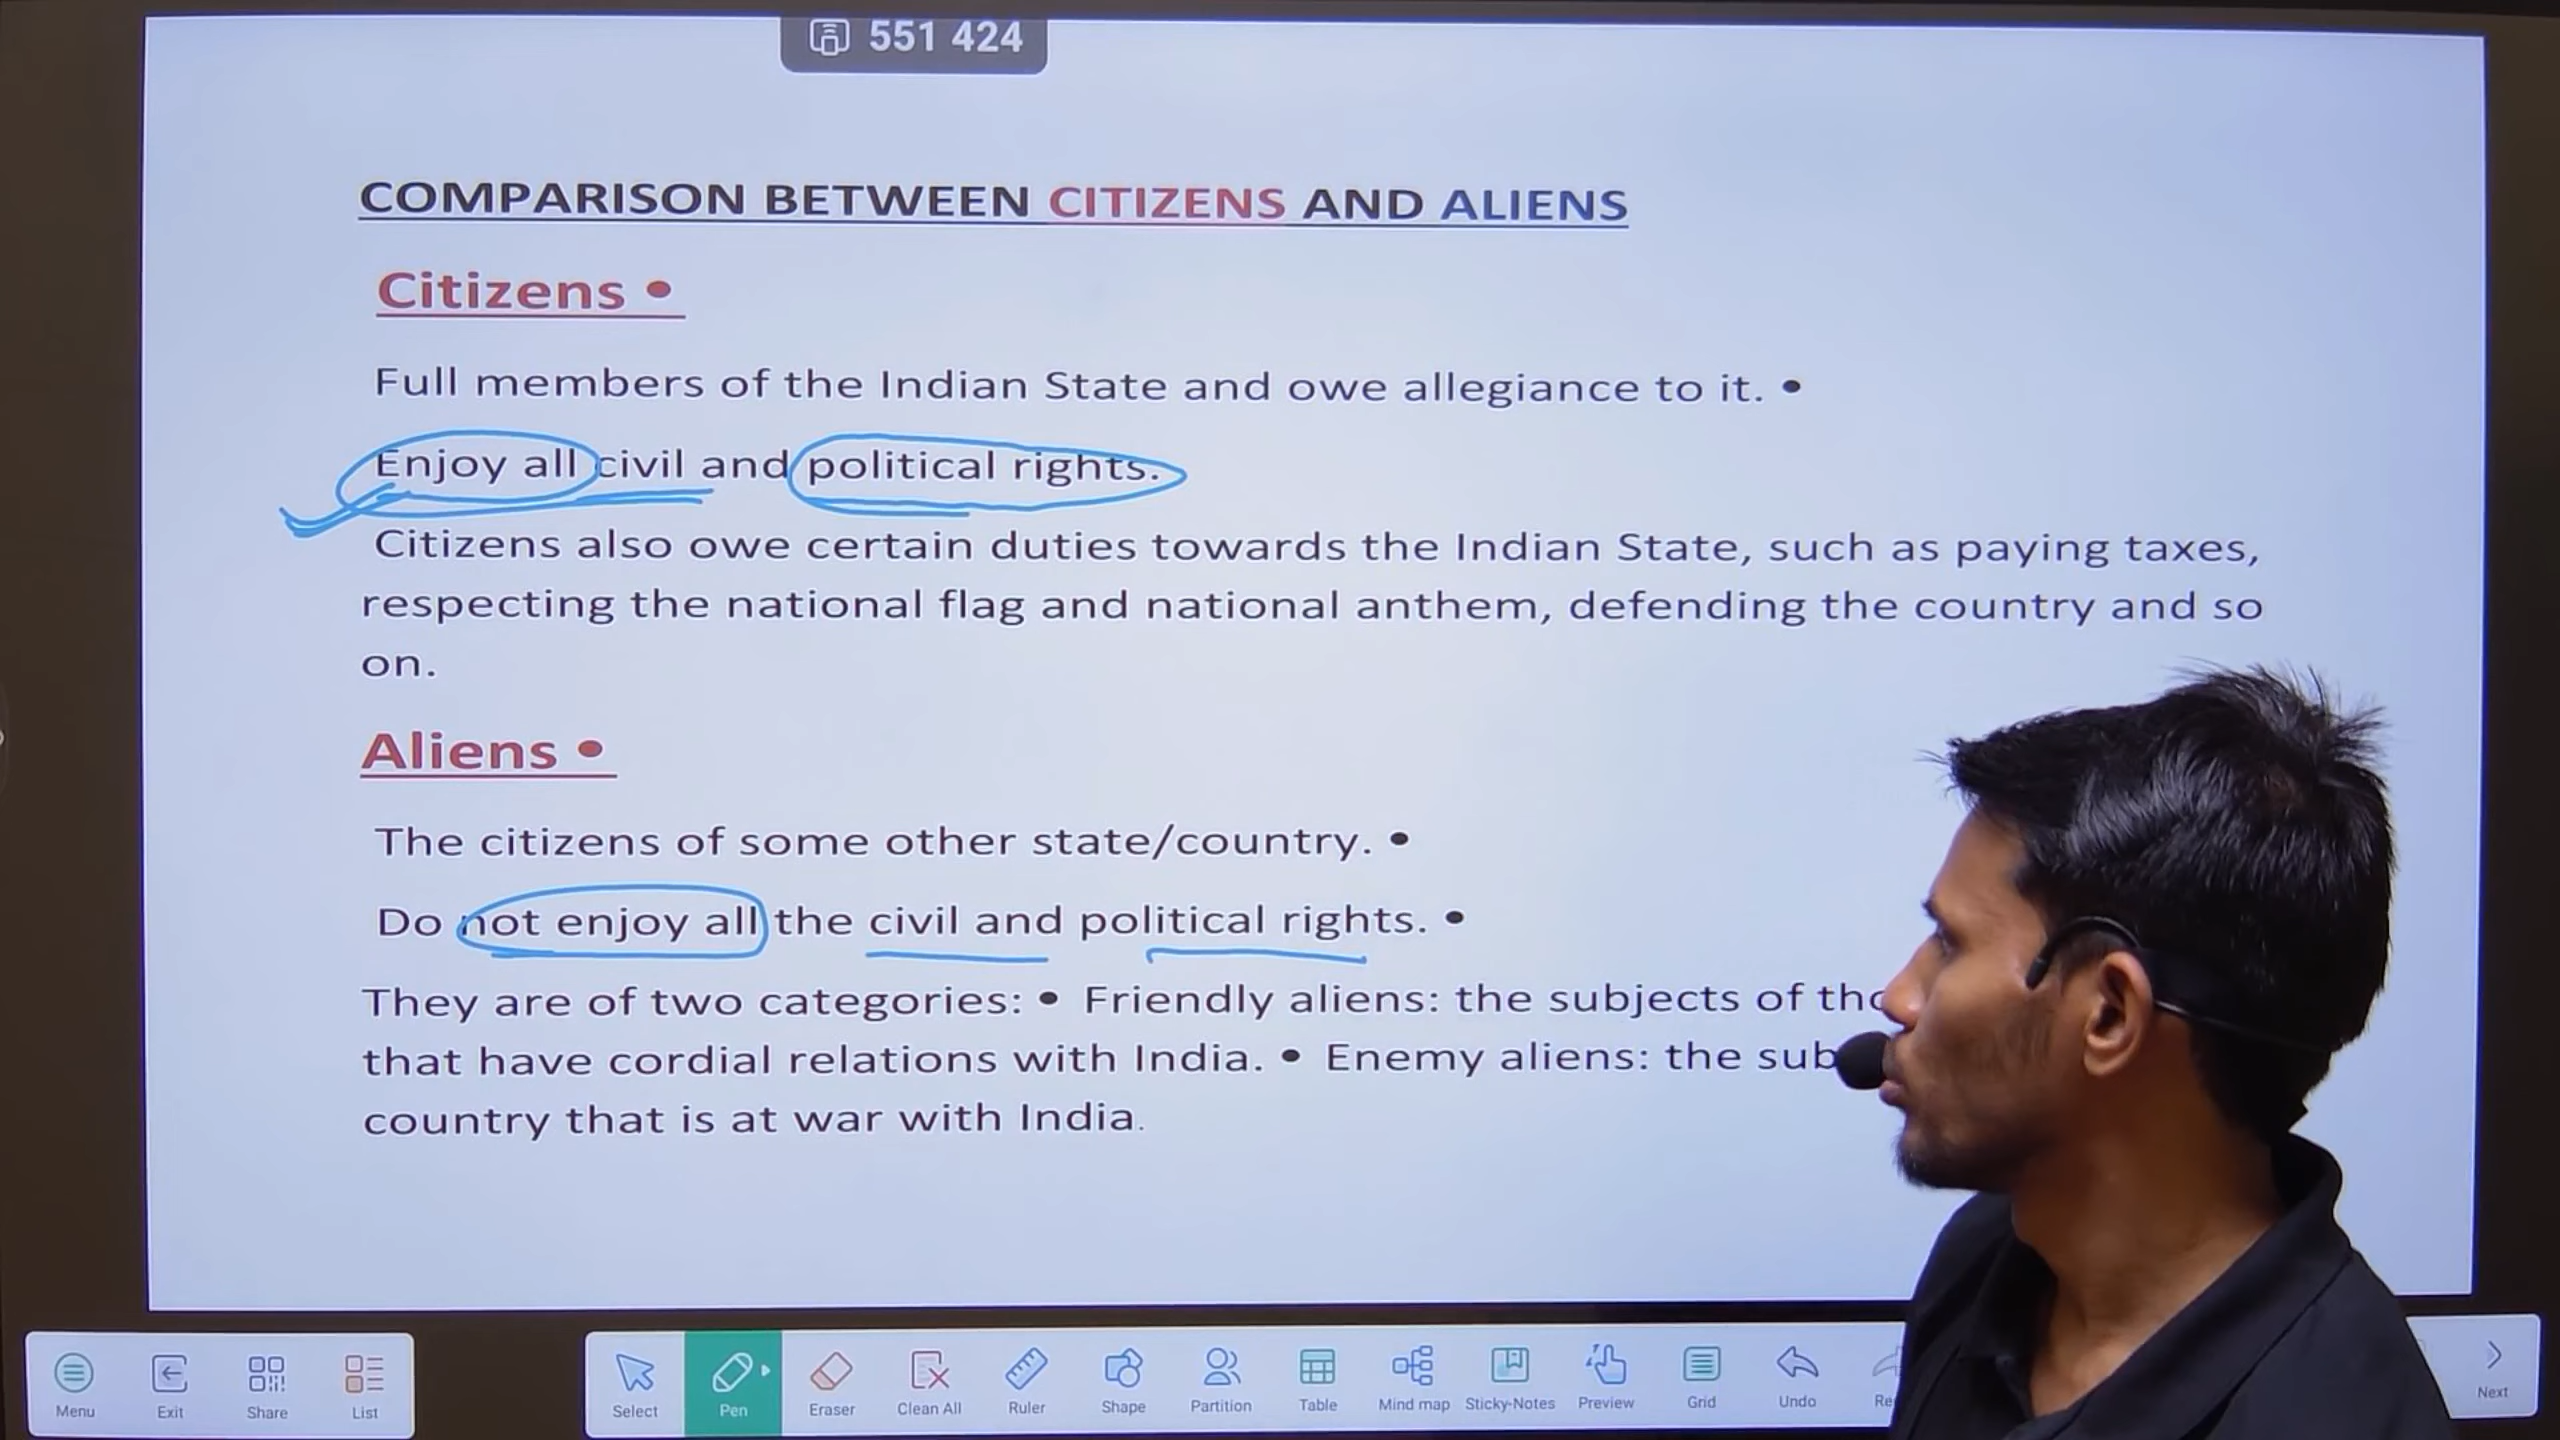 551 424
COMPARISON BETWEEN CITIZENS AND ALIENS
Citizens •
Full members of the Indian State and owe allegiance to it. •
Enjoy all civil and political rights.
Citizens also owe certain duties towards the Indian State, such as paying taxes,
respecting the national flag and national anthem, defending the country and so
on.
Aliens •
The citizens of some other state/country. •
Do not enjoy all the civil and political rights. •
They are of two categories: • Friendly aliens: the subjects of
that have cordial relations with India. • Enemy aliens: the
country that is at war with India.
Menu Exit Share List Select Pen Eraser Clean All Ruler Shape Partition Table Mind map Sticky-Notes Preview Grid Undo Next